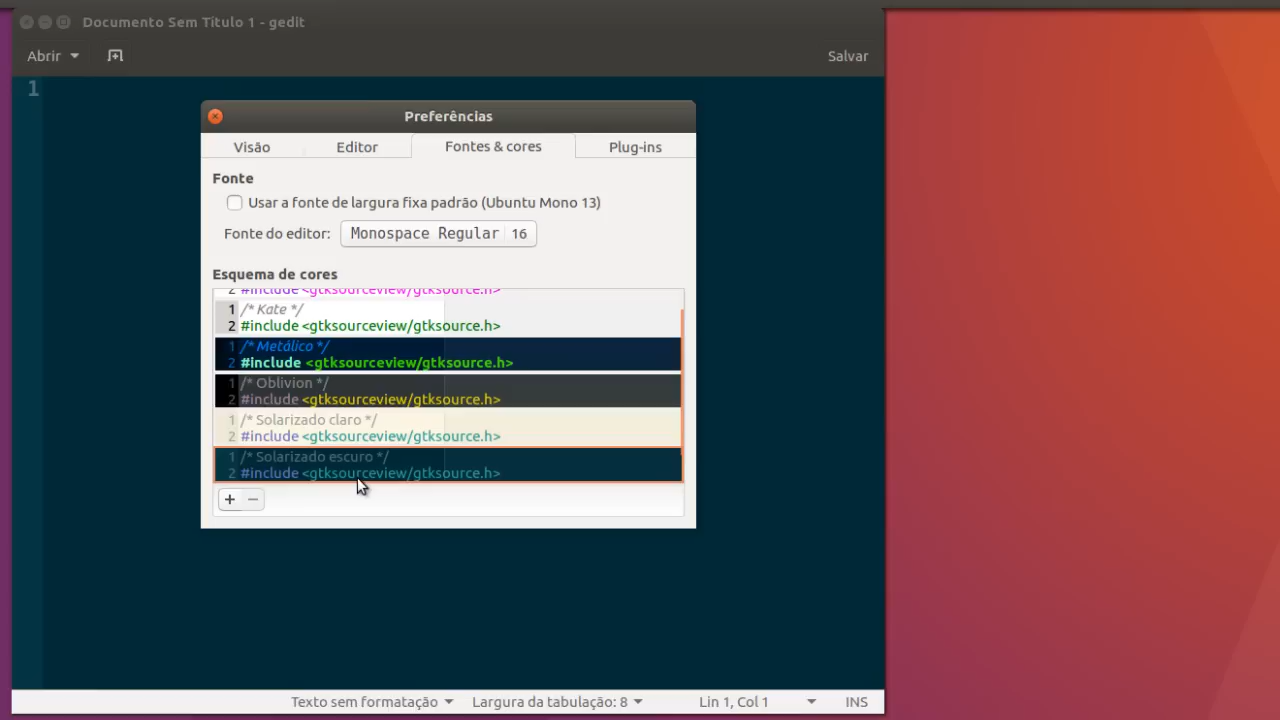 Documento Sem Título 1 - gedit
Abrir
Salvar
1
Preferências
Visão Editor Fontes & cores Plug-ins
Fonte
Usar a fonte de largura fixa padrão (Ubuntu Mono 13)
Fonte do editor: Monospace Regular 16
Esquema de cores
2 #include <gtksourceview/gtksource.h>
1 /* Kate */
2 #include <gtksourceview/gtksource.h>
1 /* Metálico */
2 #include <gtksourceview/gtksource.h>
1 /* Oblivion */
2 #include <gtksourceview/gtksource.h>
1 /* Solarizado claro */
2 #include <gtksourceview/gtksource.h>
1 /* Solarizado escuro */
2 #include <gtksourceview/gtksource.h>
+ −
Texto sem formatação Largura da tabulação: 8 Lin 1, Col 1 INS